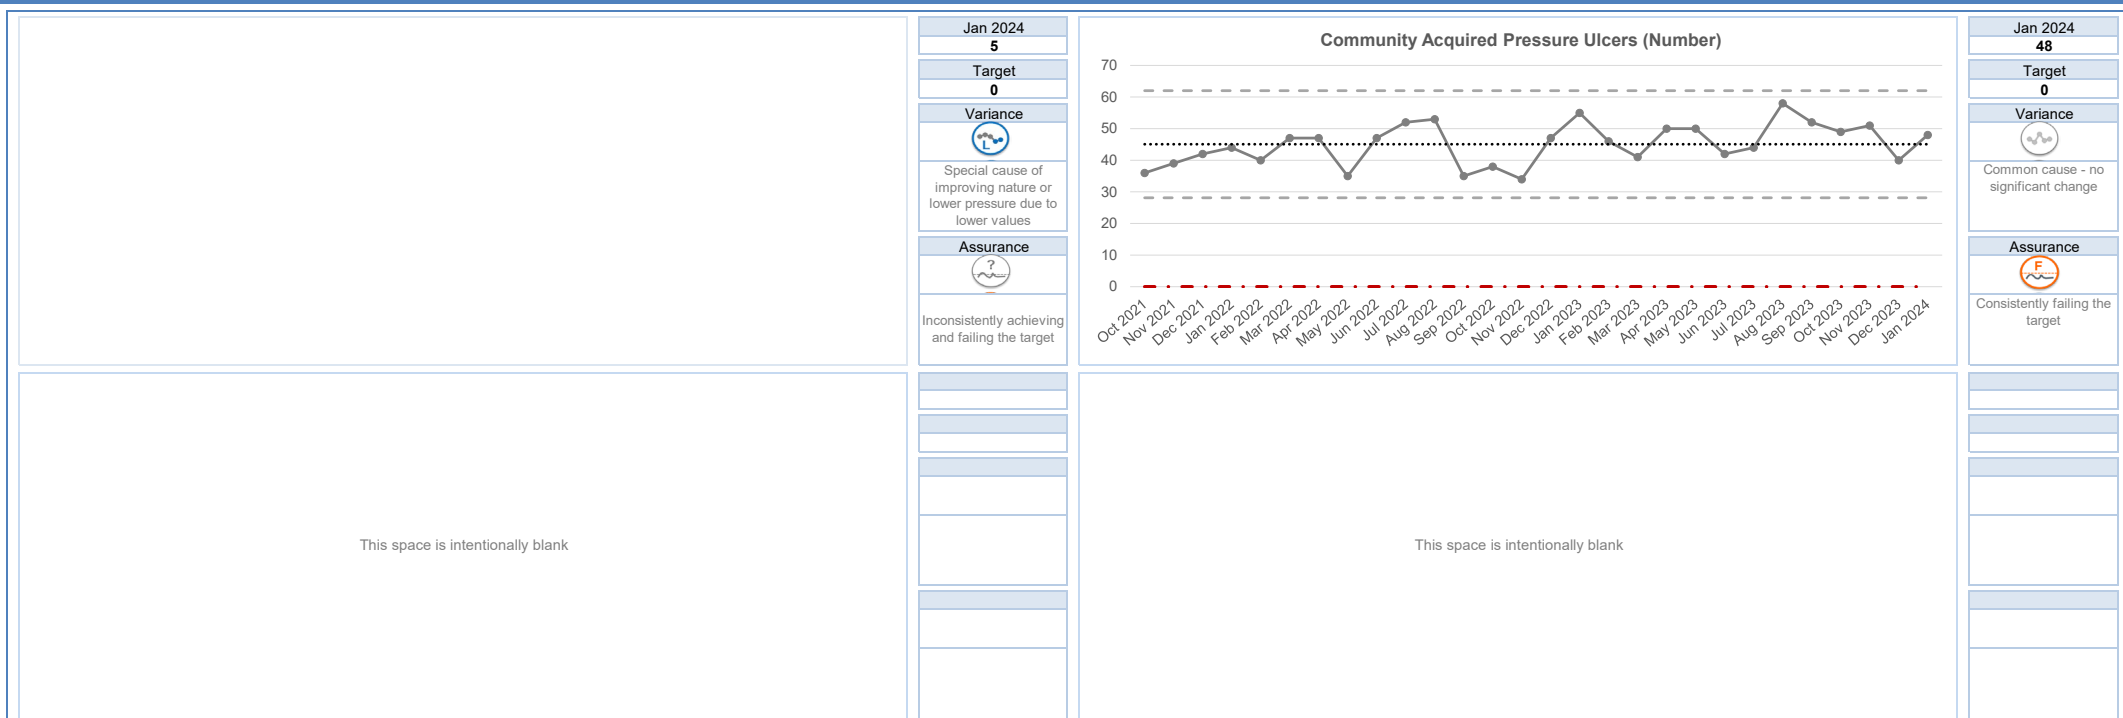 Jan 2024
5
Target
0
Variance
L
Special cause of
improving nature or
lower pressure due to
lower values
Assurance
?
Inconsistently achieving
and failing the target
Community Acquired Pressure Ulcers (Number)
70
60
50
40
30
20
10
0
Oct 2021
Nov 2021
Dec 2021
Jan 2022
Feb 2022
Mar 2022
Apr 2022
May 2022
Jun 2022
Jul 2022
Aug 2022
Sep 2022
Oct 2022
Nov 2022
Dec 2022
Jan 2023
Feb 2023
Mar 2023
Apr 2023
May 2023
Jun 2023
Jul 2023
Aug 2023
Sep 2023
Oct 2023
Nov 2023
Dec 2023
Jan 2024
Jan 2024
48
Target
0
Variance
Common cause - no
significant change
Assurance
F
Consistently failing the
target
This space is intentionally blank
This space is intentionally blank